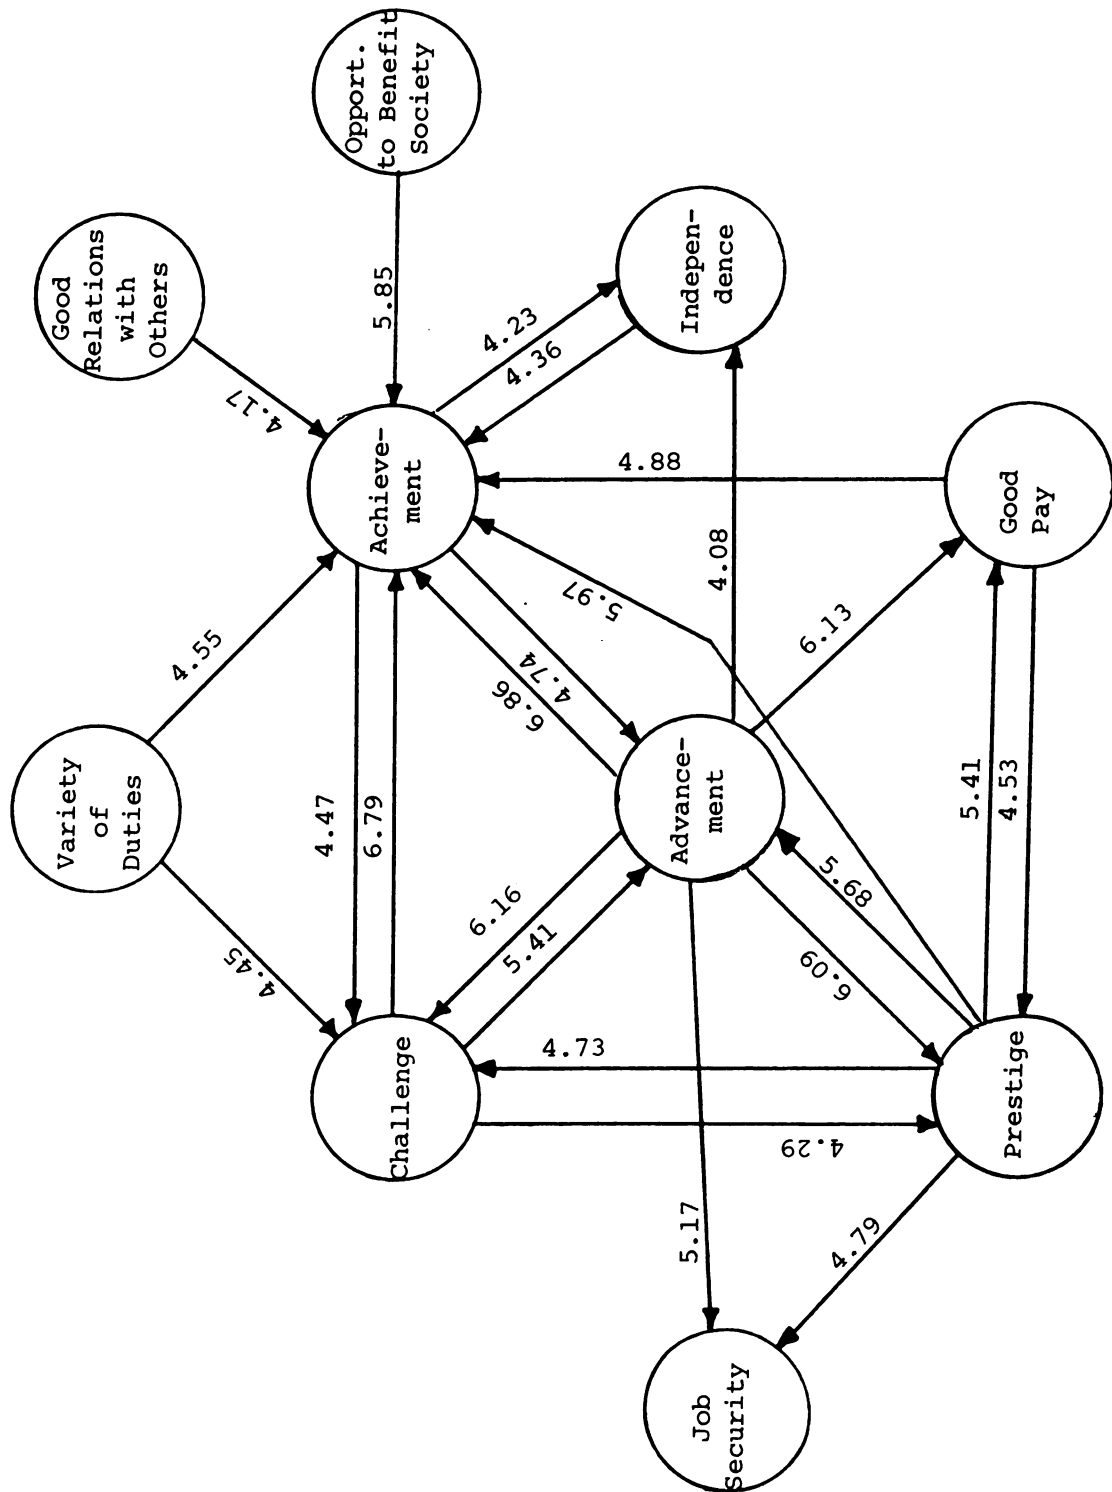 Variety
of
Duties
Good
Relations
with
Others
4.45
4.55
4.17
Opport.
to Benefit
Society
4.47
6.79
5.85
Challenge
Achieve-
ment
6.16
5.41
6.86
4.74
4.23
4.36
4.73
5.97
4.88
5.17
Advance-
ment
4.08
Indepen-
dence
Job
Security
4.29
6.09
5.89
6.13
4.79
5.41
4.53
Prestige
Good
Pay